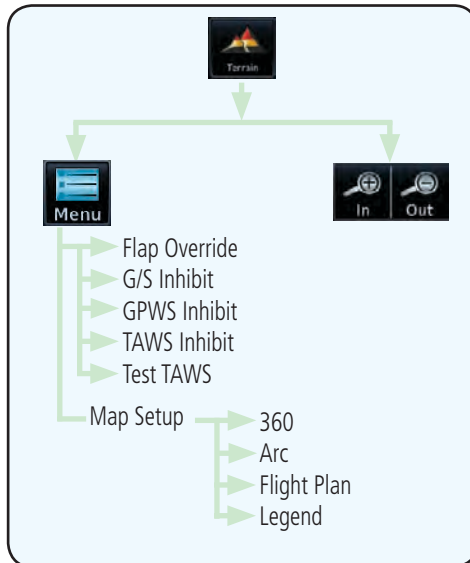 Terrain
Menu
In Out
Flap Override
G/S Inhibit
GPWS Inhibit
TAWS Inhibit
Test TAWS
Map Setup
360
Arc
Flight Plan
Legend